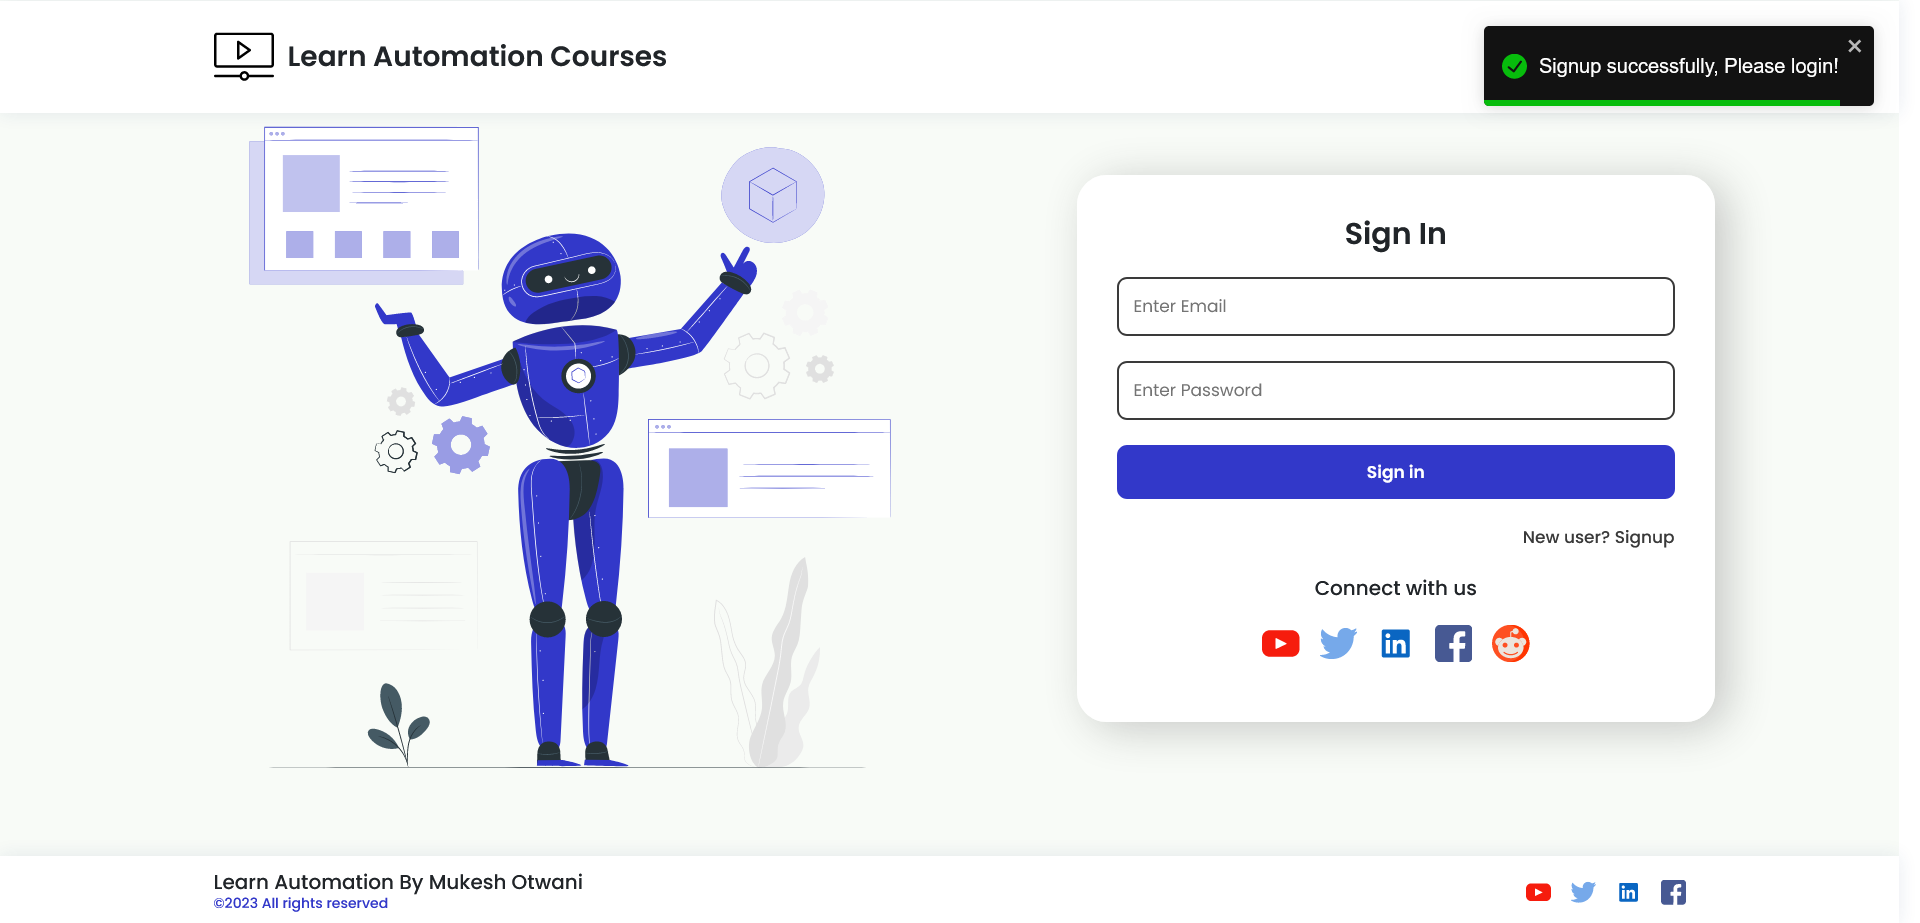 Learn Automation Courses
Signup successfully, Please login!
Sign In
Enter Email
Enter Password
Sign in
New user? Signup
Connect with us
Learn Automation By Mukesh Otwani
©2023 All rights reserved